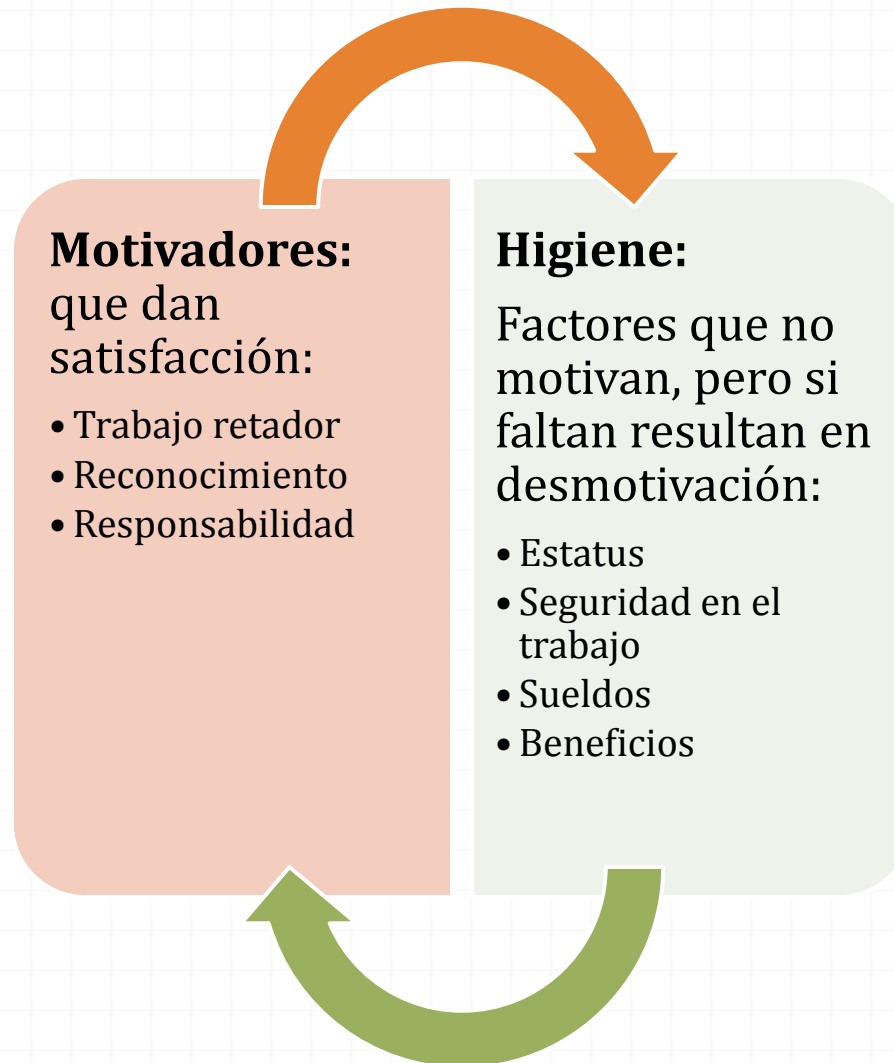 Motivadores:
que dan
satisfacción:
• Trabajo retador
• Reconocimiento
• Responsabilidad
Higiene:
Factores que no
motivan, pero si
faltan resultan en
desmotivación:
• Estatus
• Seguridad en el
trabajo
• Sueldos
• Beneficios